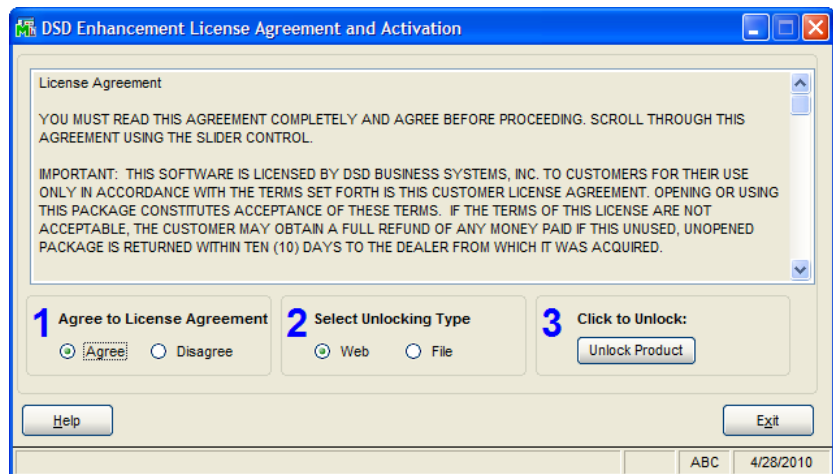 DSD Enhancement License Agreement and Activation
License Agreement
YOU MUST READ THIS AGREEMENT COMPLETELY AND AGREE BEFORE PROCEEDING. SCROLL THROUGH THIS
AGREEMENT USING THE SLIDER CONTROL.
IMPORTANT: THIS SOFTWARE IS LICENSED BY DSD BUSINESS SYSTEMS, INC. TO CUSTOMERS FOR THEIR USE
ONLY IN ACCORDANCE WITH THE TERMS SET FORTH IS THIS CUSTOMER LICENSE AGREEMENT. OPENING OR USING
THIS PACKAGE CONSTITUTES ACCEPTANCE OF THESE TERMS. IF THE TERMS OF THIS LICENSE ARE NOT
ACCEPTABLE, THE CUSTOMER MAY OBTAIN A FULL REFUND OF ANY MONEY PAID IF THIS UNUSED, UNOPENED
PACKAGE IS RETURNED WITHIN TEN (10) DAYS TO THE DEALER FROM WHICH IT WAS ACQUIRED.
1 Agree to License Agreement
Agree Disagree
2 Select Unlocking Type
Web File
3 Click to Unlock:
Unlock Product
Help
Exit
ABC 4/28/2010